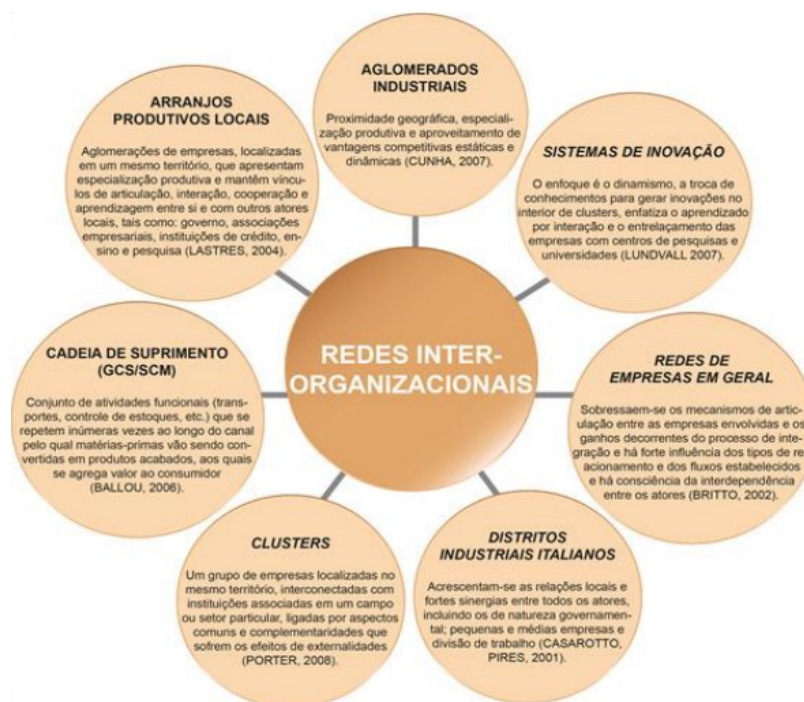 AGLOMERADOS
INDUSTRIAIS
Proximidade geográfica, especiali-
zação produtiva e aproveitamento de
vantagens competitivas estáticas e
dinâmicas (CUNHA, 2007).
ARRANJOS
PRODUTIVOS LOCAIS
Aglomerações de empresas, localizadas
em um mesmo território, que apresentam
especialização produtiva e mantêm víncu-
los de articulação, interação, cooperação e
aprendizagem entre si e com outros atores
locais, tais como: governo, associações
empresariais, instituições de crédito, en-
sino e pesquisa (LASTRES, 2004).
SISTEMAS DE INOVAÇÃO
O enfoque é o dinamismo, a troca de
conhecimentos para gerar inovações no
interior de clusters, enfatiza o aprendizado
por interação e o entrelaçamento das
empresas com centros de pesquisas e
universidades (LUNDVALL 2007).
REDES INTER-
ORGANIZACIONAIS
CADEIA DE SUPRIMENTO
(GCS/SCM)
Conjunto de atividades funcionais (trans-
portes, controle de estoques, etc.) que se
repetem inúmeras vezes ao longo do canal
pelo qual matérias-primas vão sendo con-
vertidas em produtos acabados, aos quais
se agrega valor ao consumidor
(BALLOU, 2006).
REDES DE
EMPRESAS EM GERAL
Sobressaem-se os mecanismos de artic-
ulação entre as empresas envolvidas e os
ganhos decorrentes do processo de inte-
gração e há forte influência dos tipos de rel
acionamento e dos fluxos estabelecidos
e há consciência da interdependência
entre os atores (BRITTO, 2002).
CLUSTERS
Um grupo de empresas localizadas no
mesmo território, interconectadas com
instituições associadas em um campo
ou setor particular, ligadas por aspectos
comuns e complementaridades que
sofrem os efeitos de externalidades
(PORTER, 2008).
DISTRITOS
INDUSTRIAIS ITALIANOS
Acrescentam-se as relações locais e
fortes sinergias entre todos os atores,
incluindo os de natureza governamen-
tal; pequenas e médias empresas e
divisão de trabalho (CASAROTTO,
PIRES, 2001).